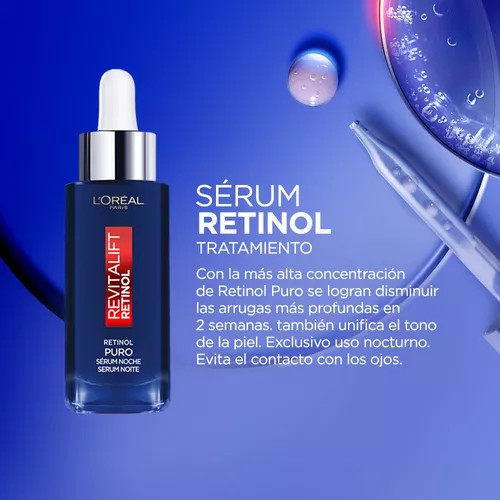 L'ORÉAL
PARIS
REVITALIFT
RETINOL
RETINOL
PURO
SÉRUM NOCHE
SERUM NOITE
SÉRUM
RETINOL
TRATAMIENTO
Con la más alta concentración
de Retinol Puro se logran disminuir
las arrugas más profundas en
2 semanas. también unifica el tono
de la piel. Exclusivo uso nocturno.
Evita el contacto con los ojos.